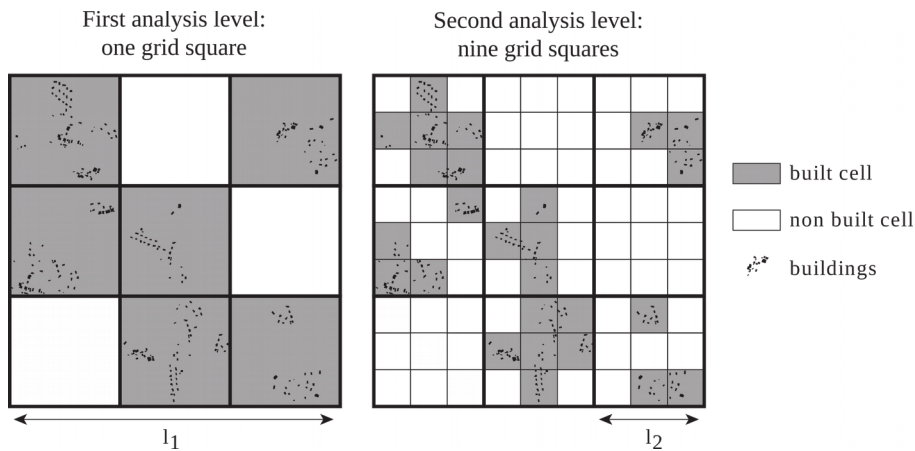 First analysis level:
one grid square
Second analysis level:
nine grid squares
built cell
non built cell
buildings
l1
l2